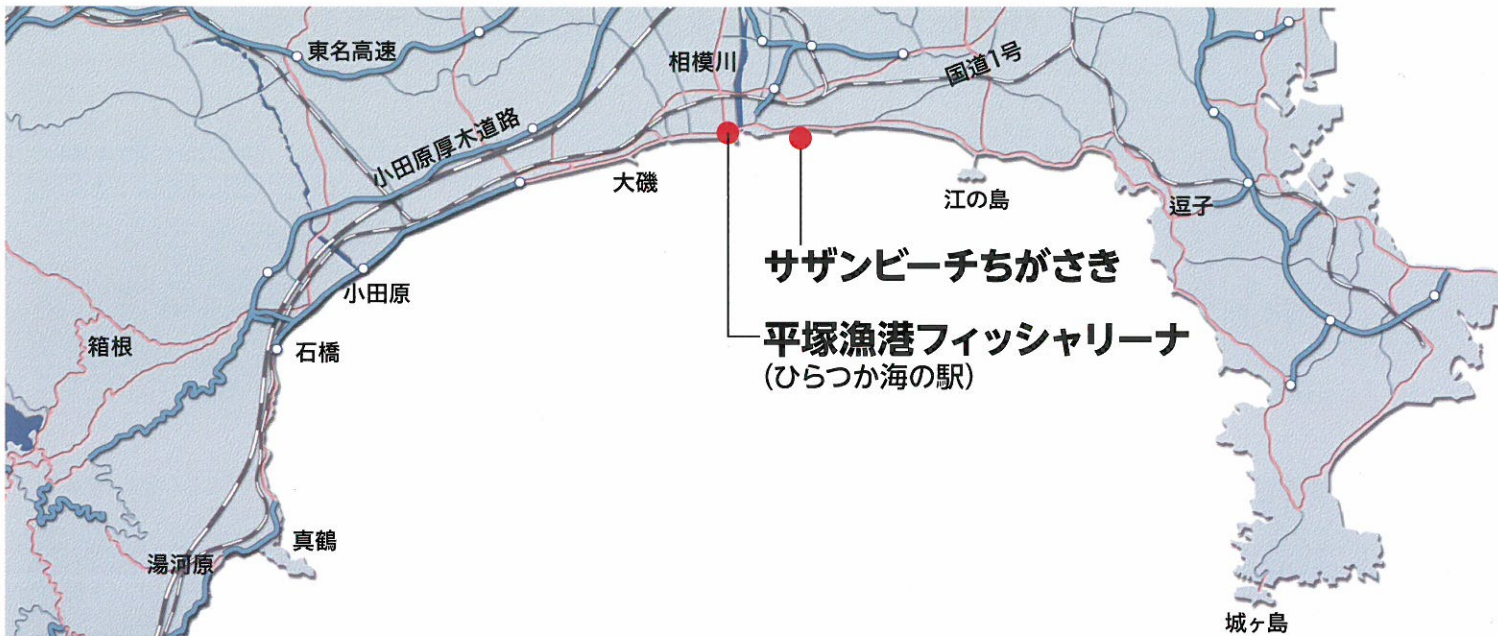 東名高速
相模川
国道1号
小田原厚木道路
大磯
江の島
逗子
サザンビーチちがさき
小田原
平塚漁港フィッシャリーナ
(ひらつか海の駅)
箱根
石橋
真鶴
湯河原
城ヶ島